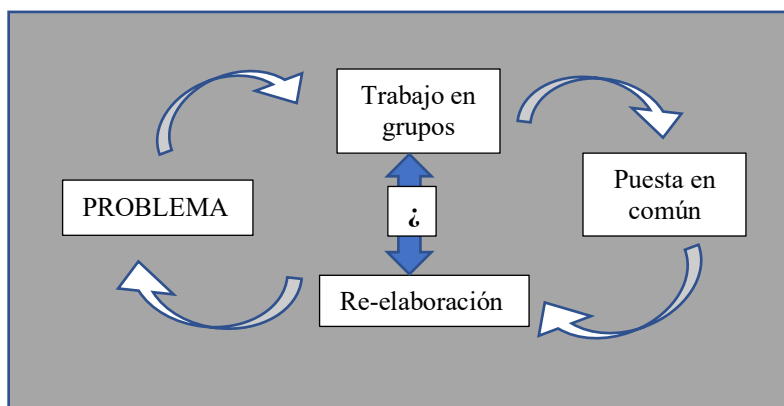 Trabajo en
grupos
PROBLEMA
Puesta en
común
¿
Re-elaboración